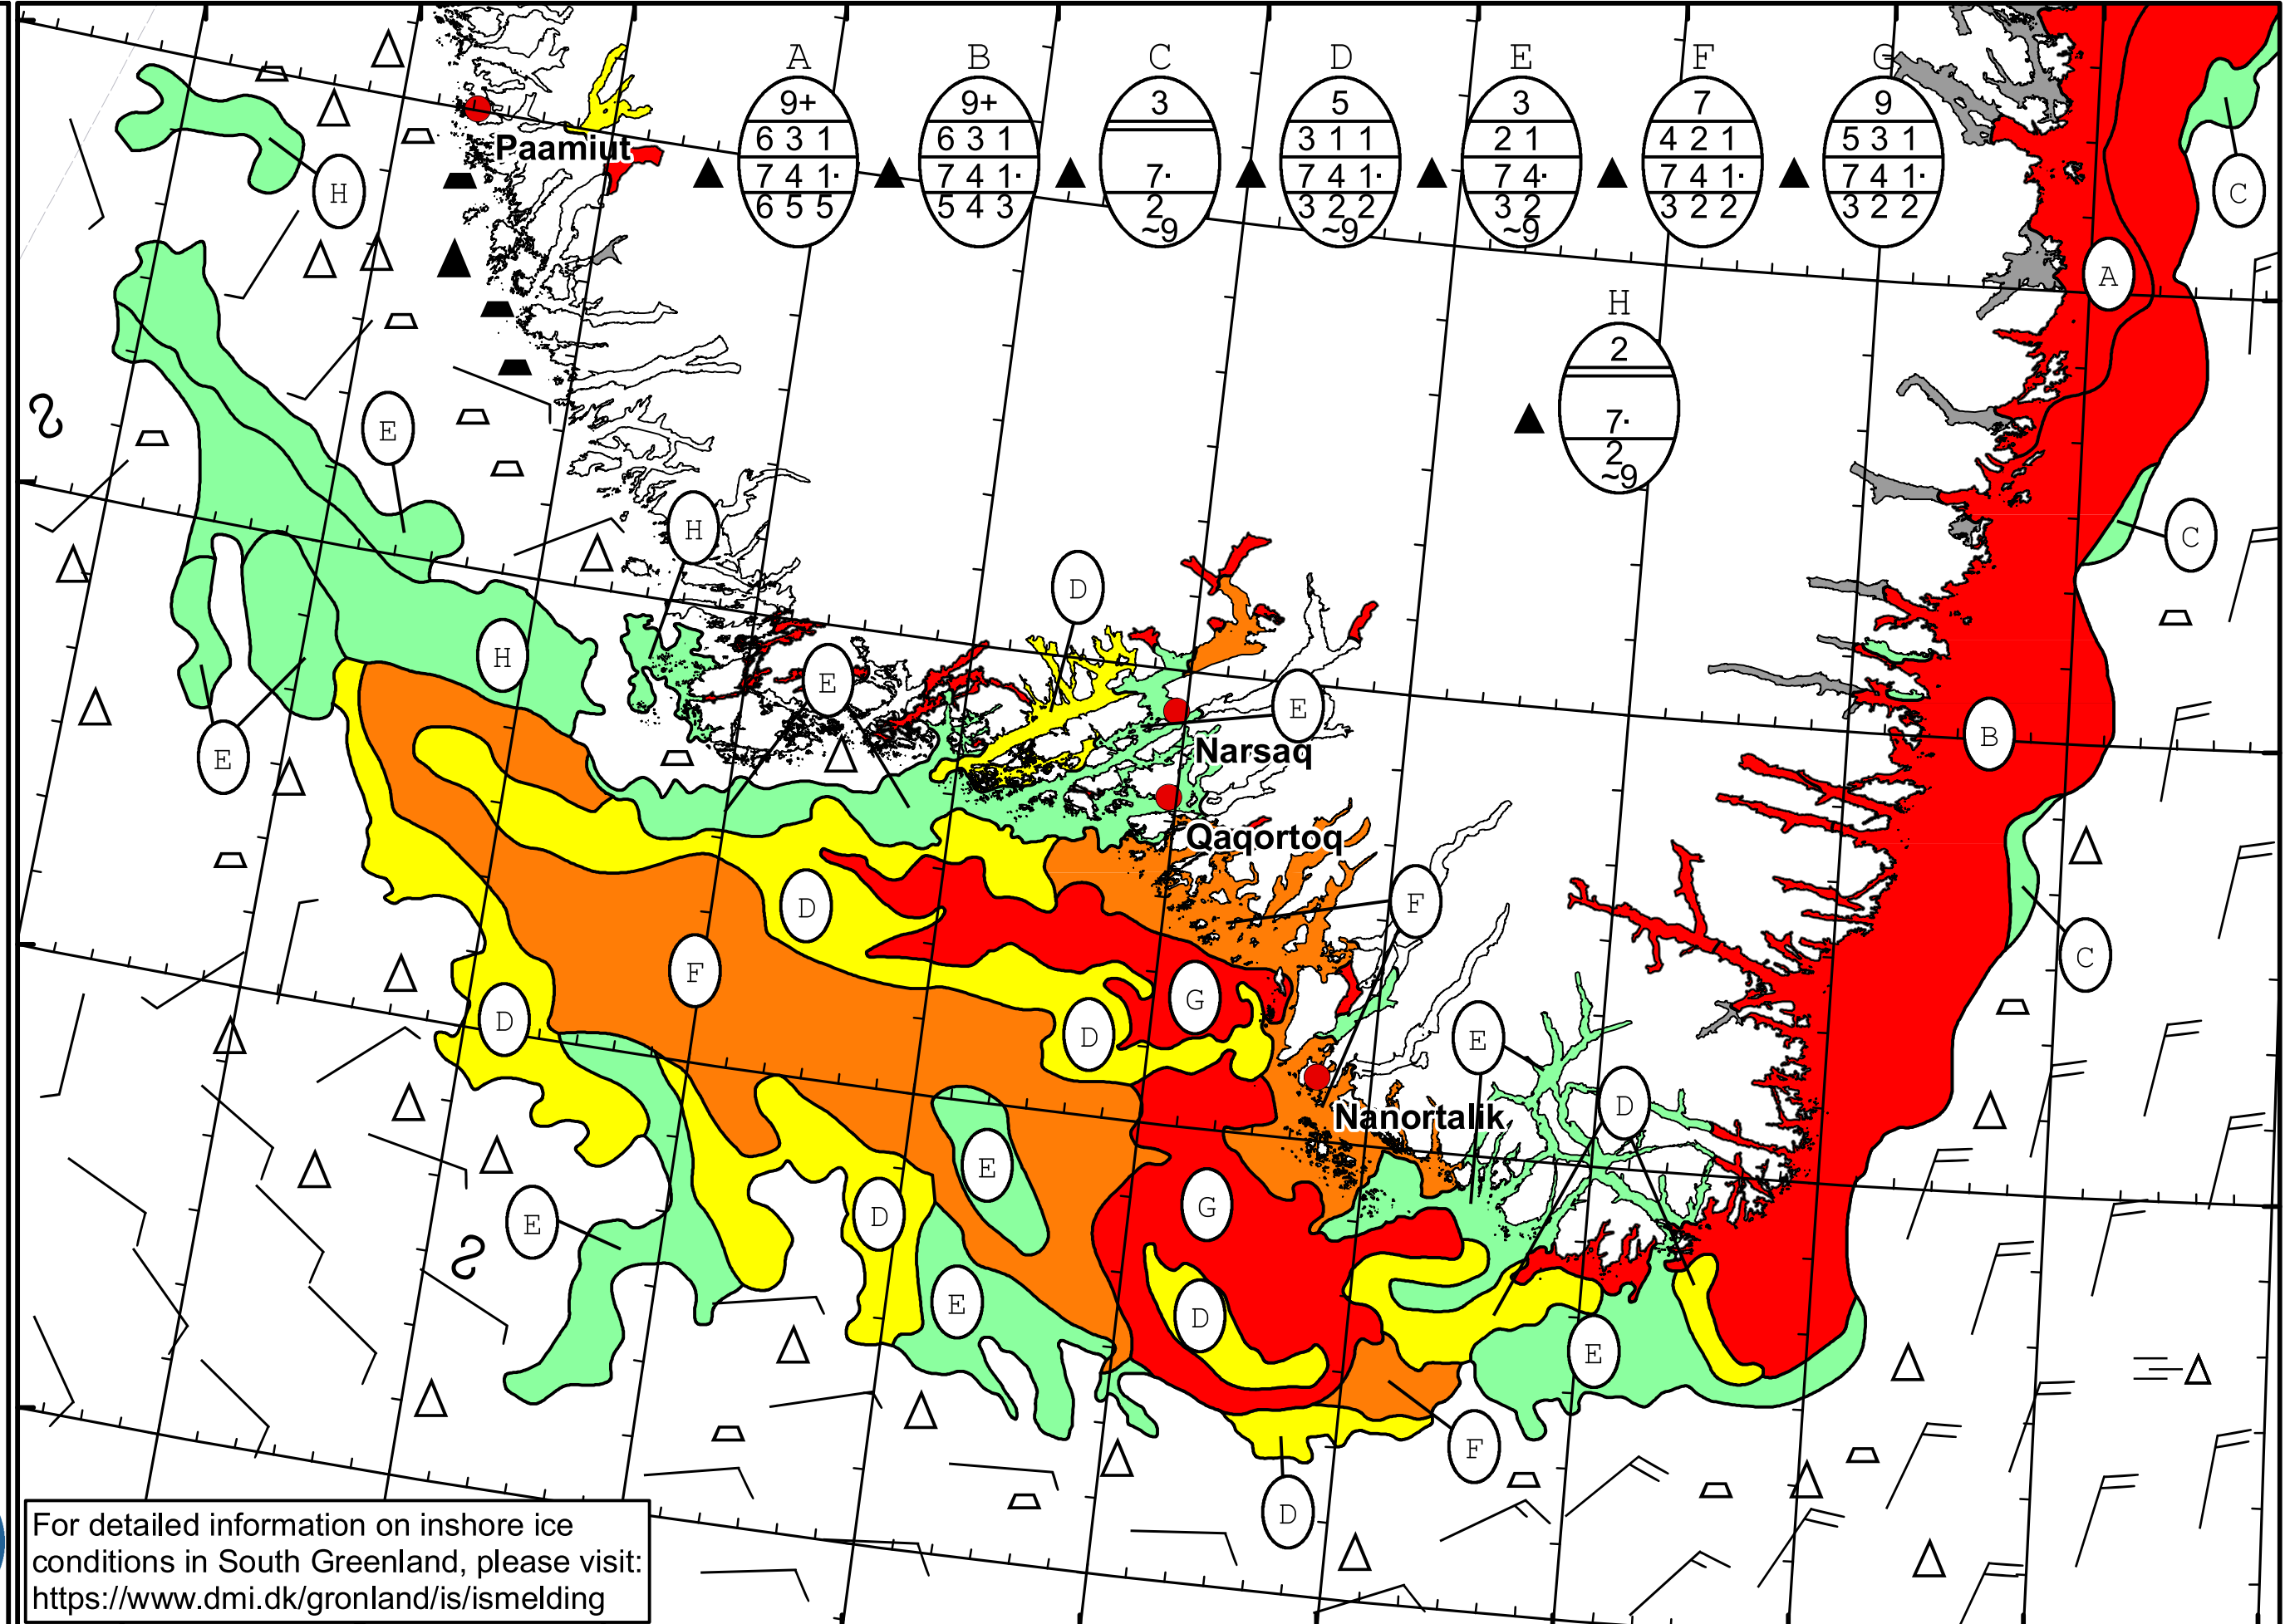 A B C D E F G
9+ 9+ 3 5 3 7 9
6 3 1 6 3 1 3 1 1 2 1 4 2 1 5 3 1
7 4 1· 7 4 1· 7· 7 4 1· 7 4· 7 4 1· 7 4 1·
6 5 5 5 4 3 2 3 2 2 3 2 3 2 2 3 2 2
~9 ~9 ~9
Paamiut
H
C
A
H
2
7·
2
~9
E
H
C
D
H
E
E
B
E
Narsaq
Qaqortoq
D
F
C
F
G
D
D
E
Nanortalik
D
E
G
D
E
E
D
E
F
D
For detailed information on inshore ice
conditions in South Greenland, please visit:
https://www.dmi.dk/gronland/is/ismelding